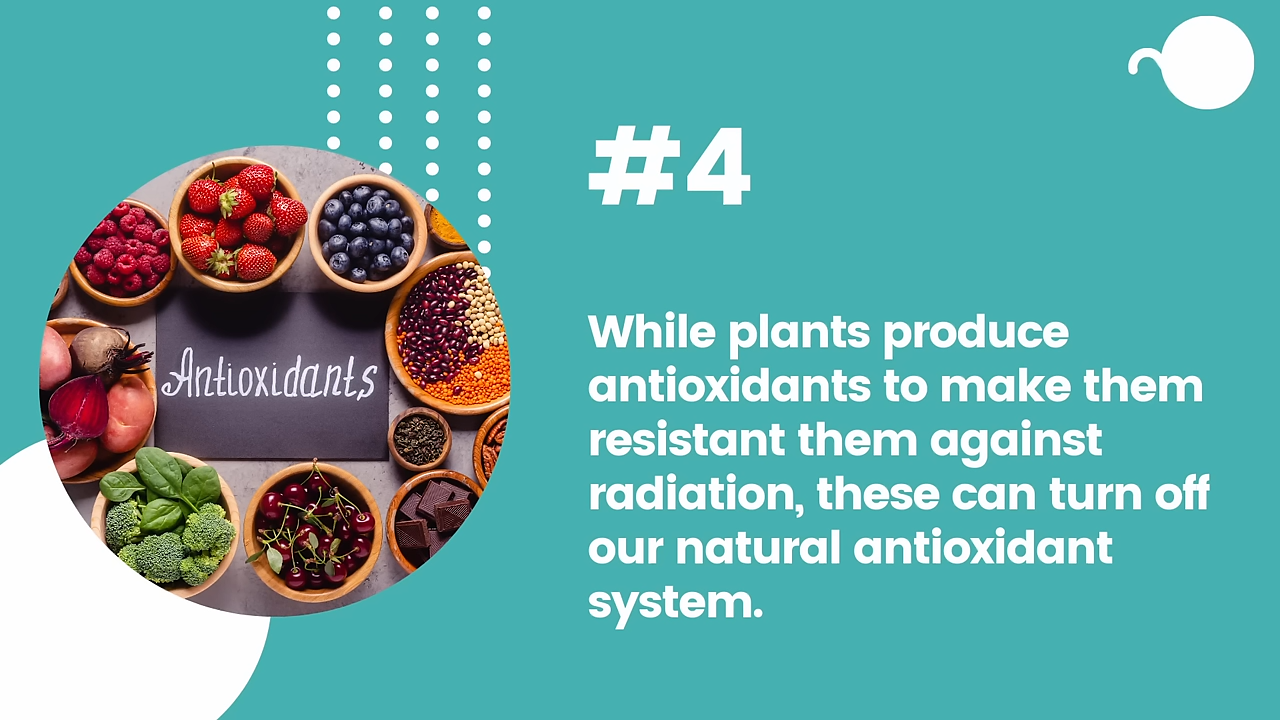 #4
Antioxidants
While plants produce
antioxidants to make them
resistant them against
radiation, these can turn off
our natural antioxidant
system.